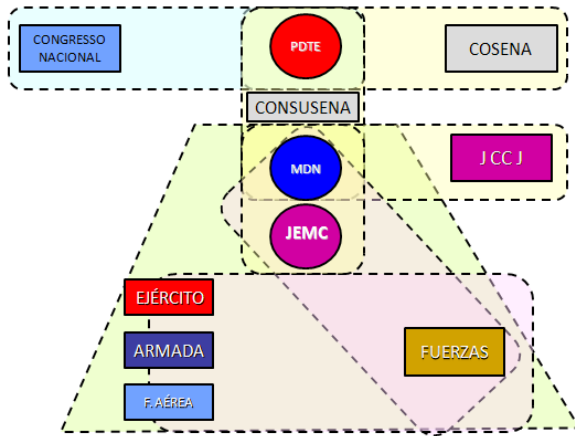 CONGRESSO
NACIONAL
PDTE
COSENA
CONSUSENA
MDN
J CC J
JEMC
EJÉRCITO
ARMADA
FUERZAS
F. AÉREA